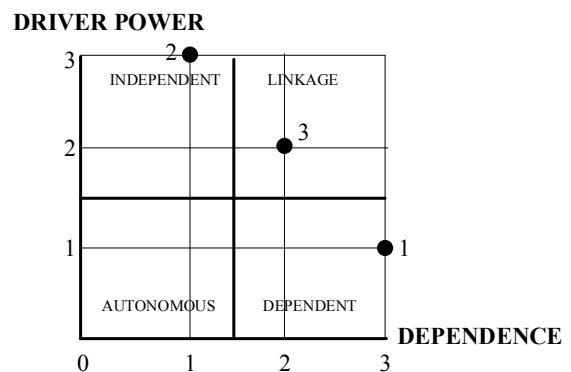 DRIVER POWER
3 2
INDEPENDENT LINKAGE
2 3
1 1
AUTONOMOUS DEPENDENT
DEPENDENCE
0 1 2 3